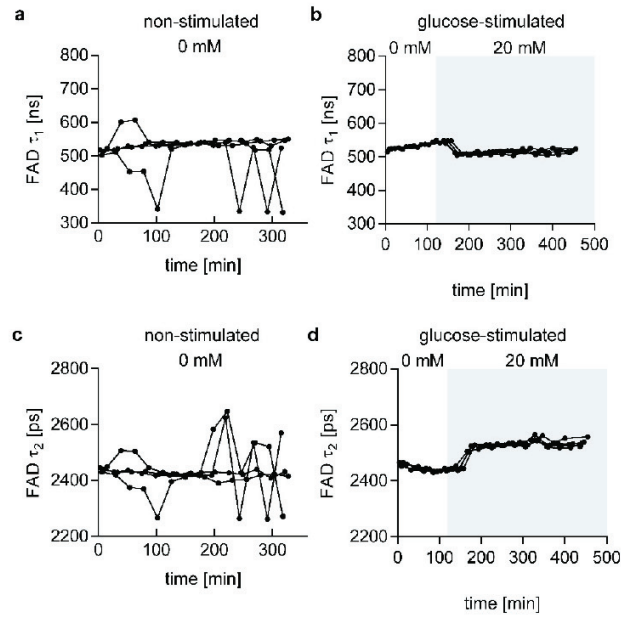 a
non-stimulated
0 mM
800
700
600
500
400
300
FAD τ1 [ns]
0 100 200 300
time [min]
b
glucose-stimulated
0 mM 20 mM
800
700
600
500
400
300
FAD τ1 [ns]
0 100 200 300 400 500
time [min]
c
non-stimulated
0 mM
2800
2600
2400
2200
FAD τ2 [ps]
0 100 200 300
time [min]
d
glucose-stimulated
0 mM 20 mM
2800
2600
2400
2200
FAD τ2 [ps]
0 100 200 300 400 500
time [min]